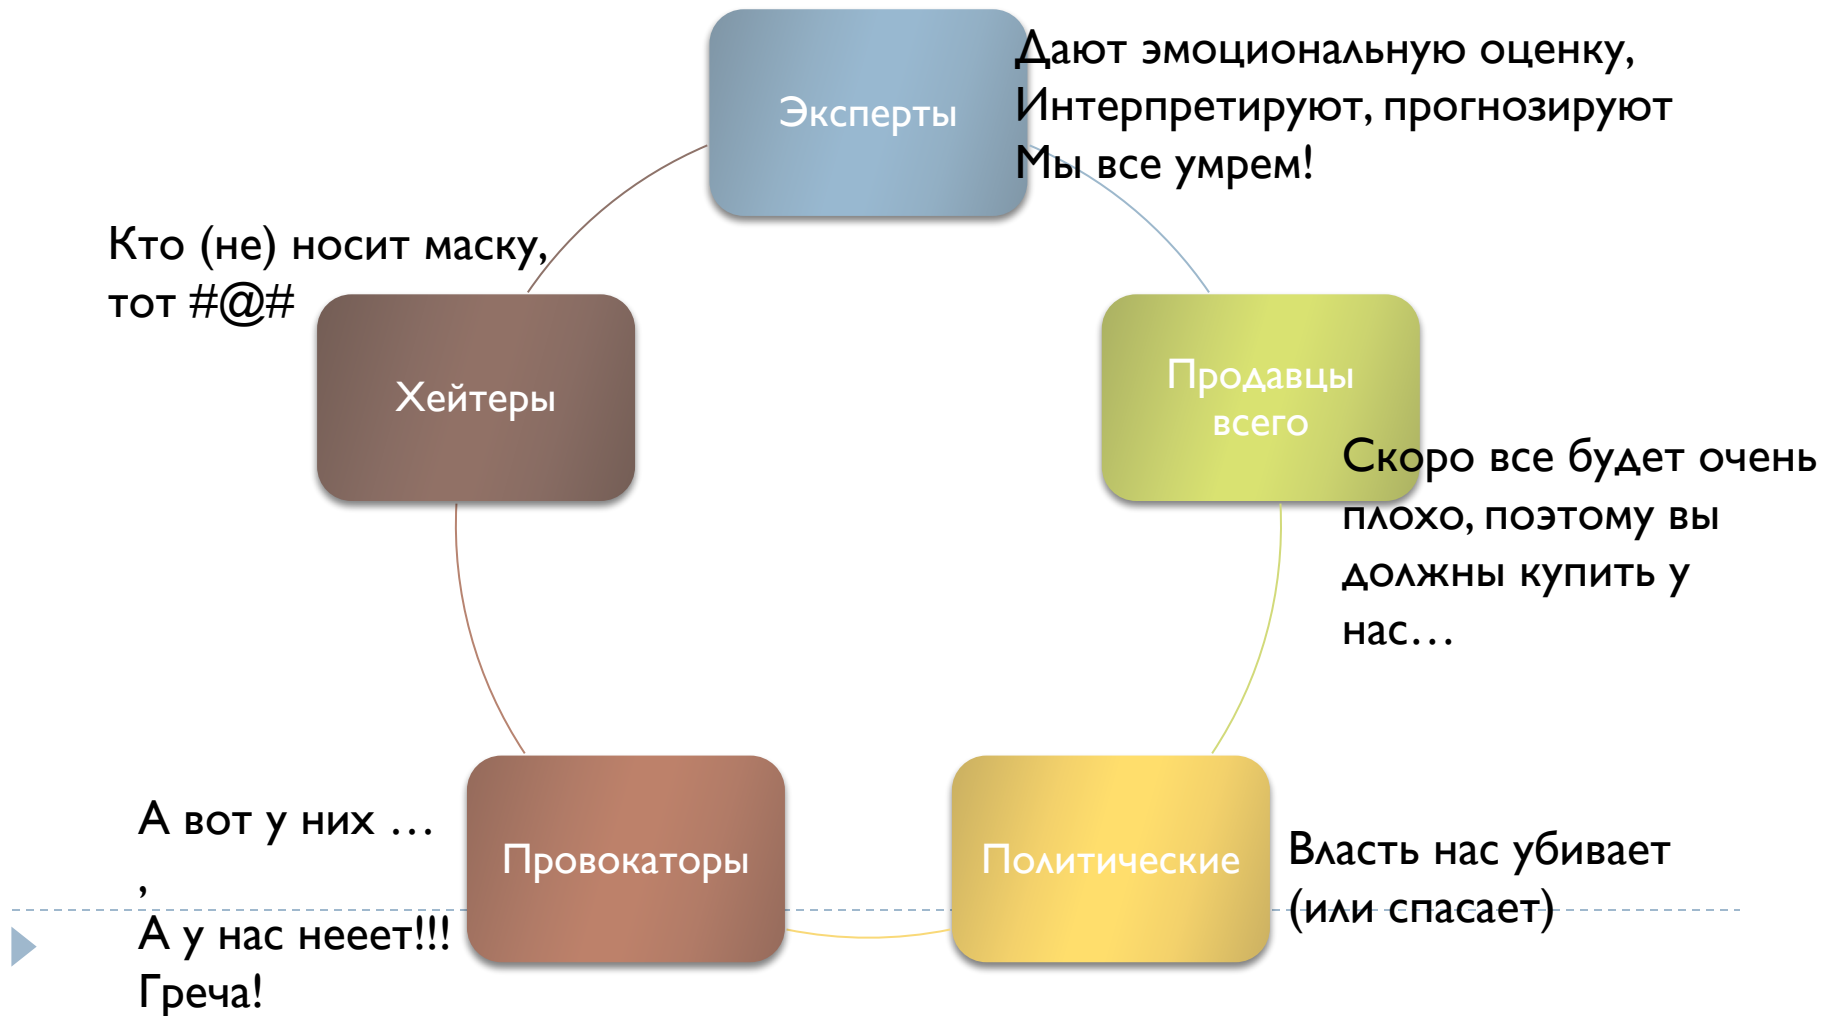 Эксперты
Дают эмоциональную оценку,
Интерпретируют, прогнозируют
Мы все умрем!
Кто (не) носит маску,
тот #@#
Хейтеры
Продавцы
всего
Скоро все будет очень
плохо, поэтому вы
должны купить у
нас…
А вот у них …
,
А у нас нееет!!!
Греча!
Провокаторы
Политические
Власть нас убивает
(или спасает)